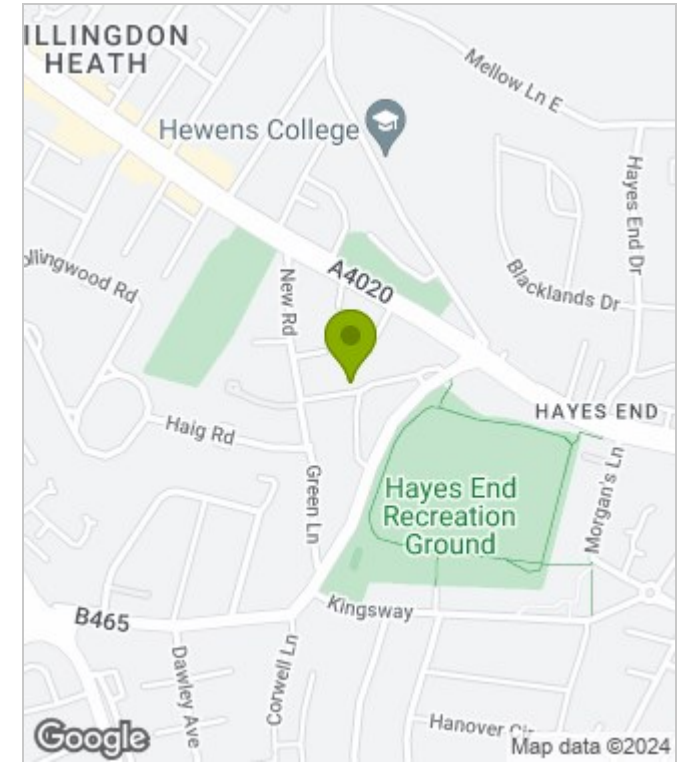 ILLINGDON
HEATH
Mellow Ln E
Hewens College
Hayes End Dr
ollingwood Rd
New Rd
A4020
Blacklands Dr
HAYES END
Haig Rd
Green Ln
Hayes End
Recreation
Ground
Morgan's Ln
B465
Kingsway
Dawley Ave
Corwell Ln
Hanover Cir
Google
Map data ©2024